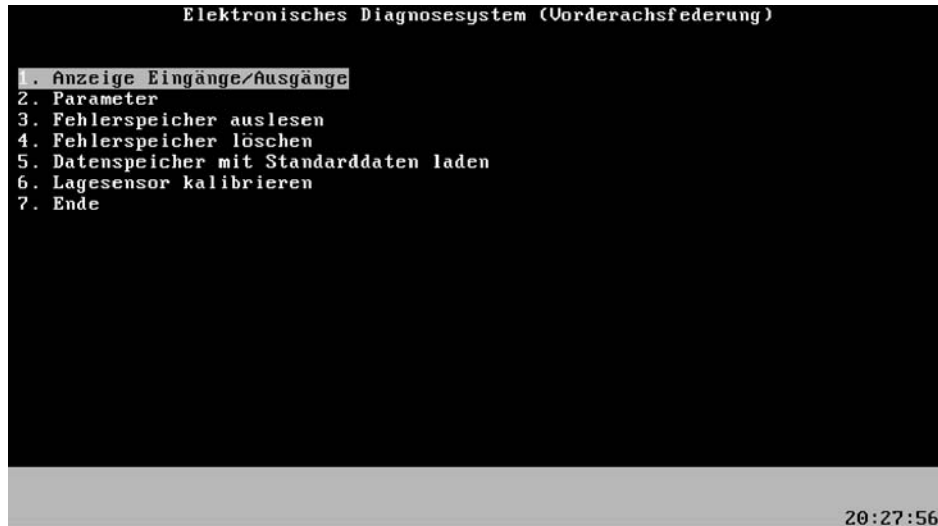 Elektronisches Diagnosesystem (Vorderachsfederung)
1. Anzeige Eingänge/Ausgänge
2. Parameter
3. Fehlerspeicher auslesen
4. Fehlerspeicher löschen
5. Datenspeicher mit Standarddaten laden
6. Lagesensor kalibrieren
7. Ende
20:27:56